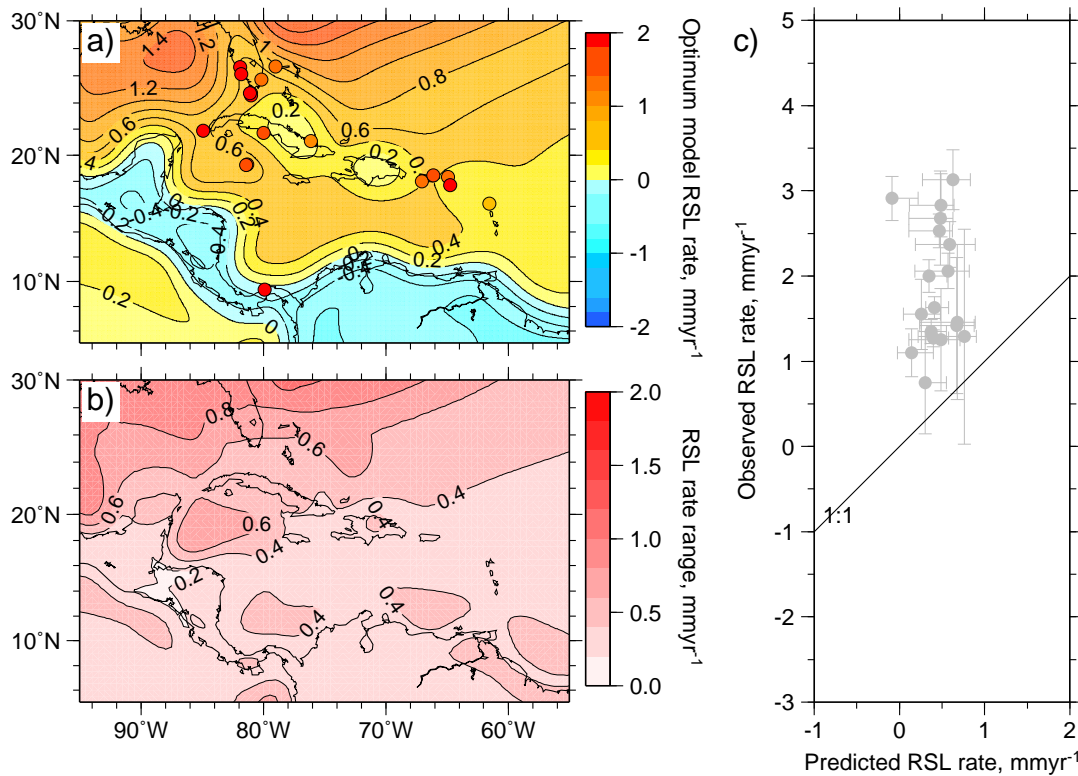 a)
30˚N
20˚N
10˚N
1.4
1.2
1
1.2
0.8
0.6
0.6
0.2
0.2
0.6
0.4
0.2
0.4
0.2
0.2
0
2
1
0
-1
-2
Optimum model RSL rate, mmyr-1
b)
30˚N
20˚N
10˚N
90˚W
80˚W
70˚W
60˚W
0.8
0.6
0.6
0.4
0.6
0.4
0.4
0.2
0.4
0.4
2.0
1.5
1.0
0.5
0.0
RSL rate range, mmyr-1
c)
5
4
3
2
1
0
-1
-2
-3
Observed RSL rate, mmyr-1
1:1
-1
0
1
2
Predicted RSL rate, mmyr-1